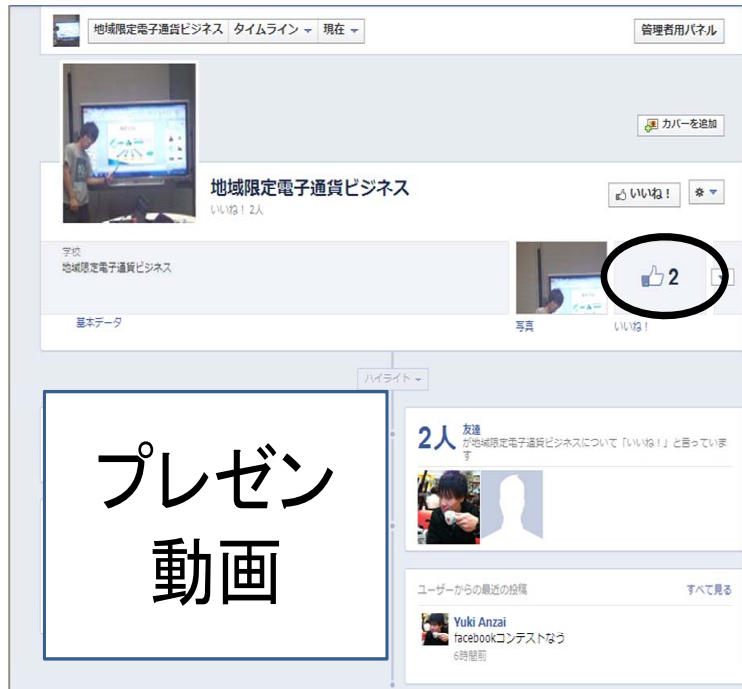 地域限定電子通貨ビジネス タイムライン 現在 管理者用パネル
カバーを追加
地域限定電子通貨ビジネス
いいね！2人
いいね！
学校
地域限定電子通貨ビジネス
2
基本データ
写真
いいね！
ハイライト
プレゼン
動画
2人 友達
が地域限定電子通貨ビジネスについて「いいね！」と言っていま
す
ユーザーからの最近の投稿 すべて見る
Yuki Anzai
facebookコンテストなう
6時間前